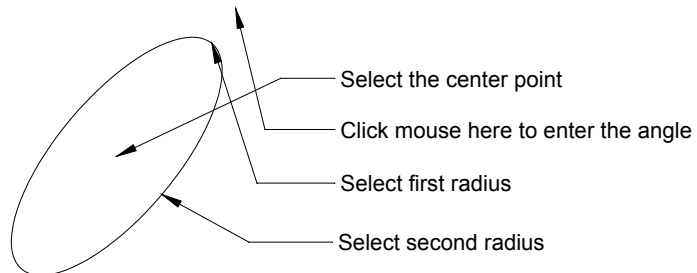 Select the center point
Click mouse here to enter the angle
Select first radius
Select second radius